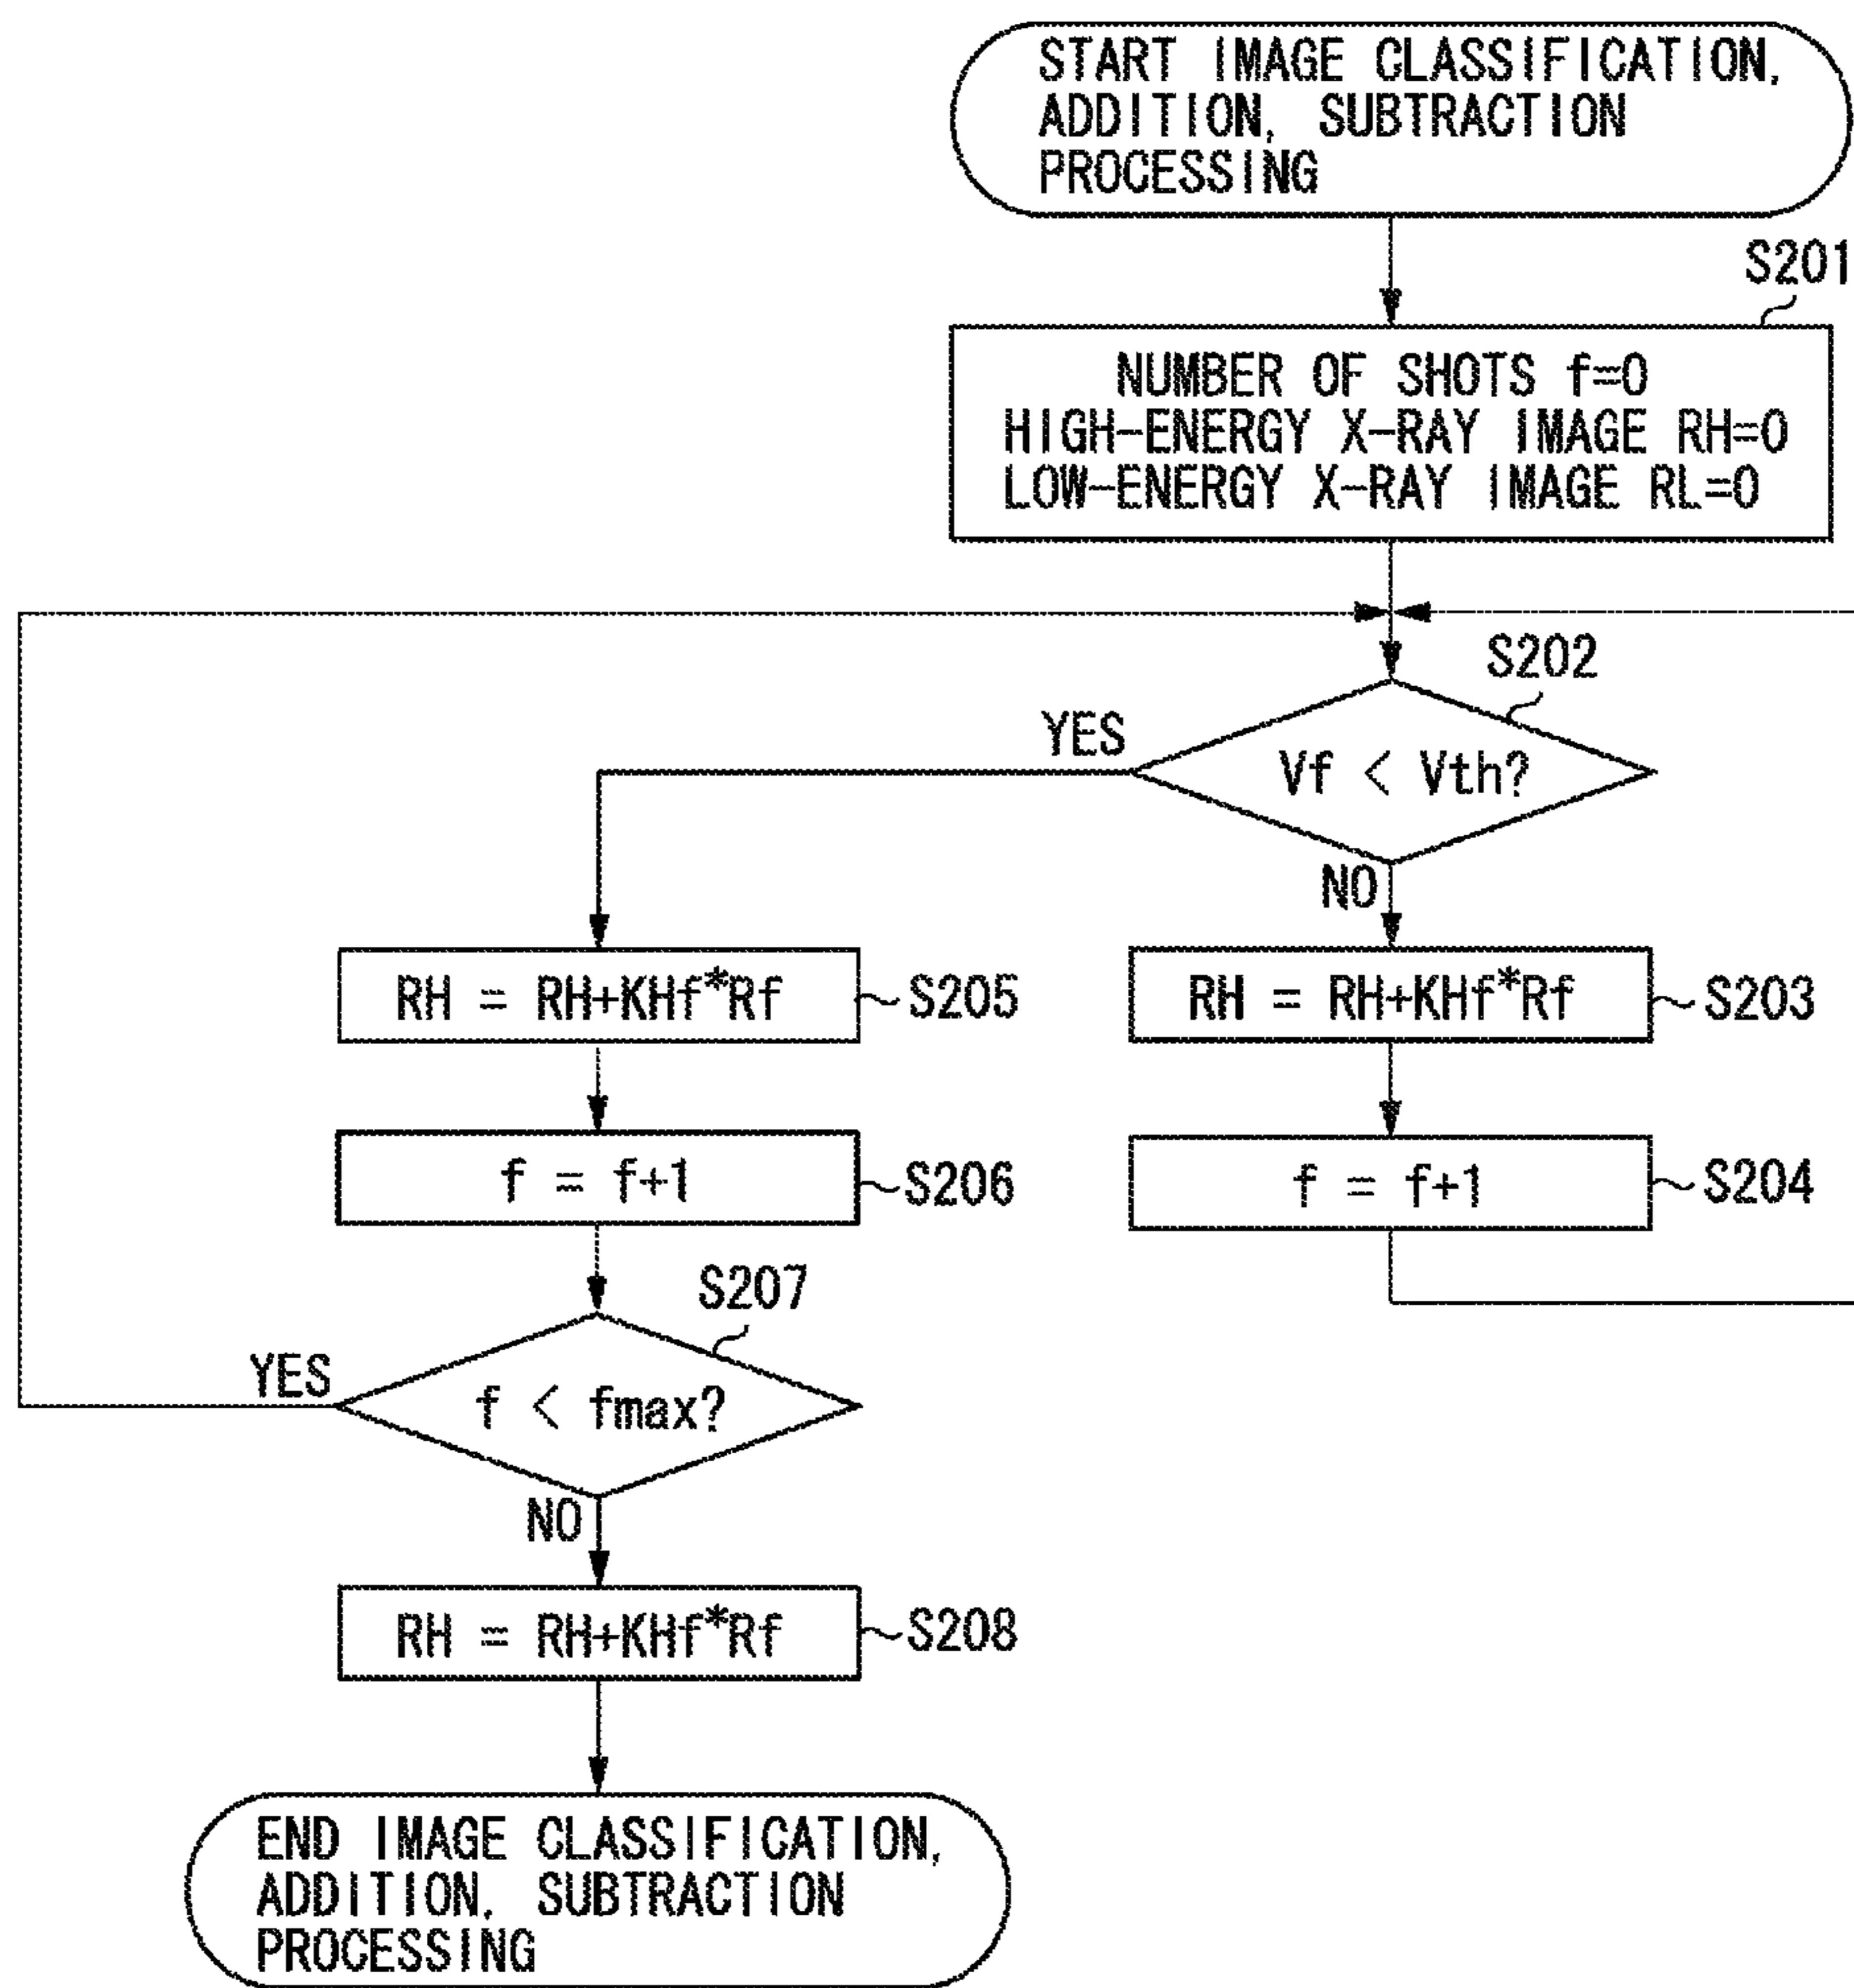 START IMAGE CLASSIFICATION,
ADDITION, SUBTRACTION
PROCESSING
S201
NUMBER OF SHOTS f=0
HIGH-ENERGY X-RAY IMAGE RH=0
LOW-ENERGY X-RAY IMAGE RL=0
S202
YES
Vf < Vth?
NO
RH = RH+KHf*Rf
S205
RH = RH+KHf*Rf
S203
f = f+1
S206
f = f+1
S204
S207
YES
f < fmax?
NO
RH = RH+KHf*Rf
S208
END IMAGE CLASSIFICATION,
ADDITION, SUBTRACTION
PROCESSING